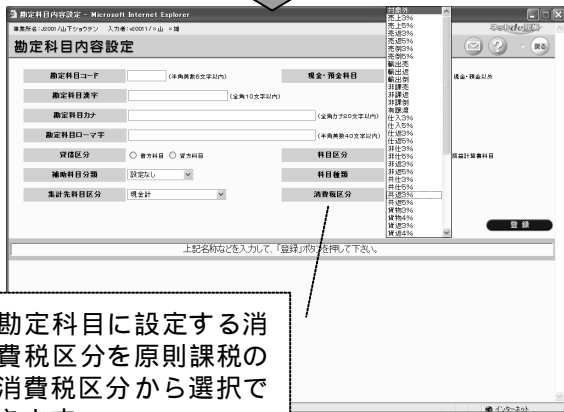 勘定科目内容設定 - Microsoft Internet Explorer
勘定科目内容設定
戻る
勘定科目コード (半角英数6文字以内) 現金・預金科目 現金・預金以外
勘定科目漢字 (全角10文字以内)
勘定科目カナ (全角カナ20文字以内)
勘定科目ローマ字 (半角英数40文字以内)
貸借区分 借方科目 貸方科目 科目区分 損益計算書科目
補助科目分類 設定なし 科目種類
集計先科目区分 現金計 消費税区分
対象外
売上3%
売上5%
売返3%
売返5%
売倒3%
売倒5%
輸出売
輸出返
輸出倒
非課売
非課返
非課倒
有譲渡
仕入3%
仕入5%
仕返3%
仕返5%
非仕3%
非仕5%
非返3%
非返5%
共仕3%
共仕5%
共返3%
共返5%
貨物3%
貨物4%
貨返3%
貨返4%
登 録
上記名称などを入力して、「登録」ボタンを押して下さい。
勘定科目に設定する消
費税区分を原則課税の
消費税区分から選択で
インターネット